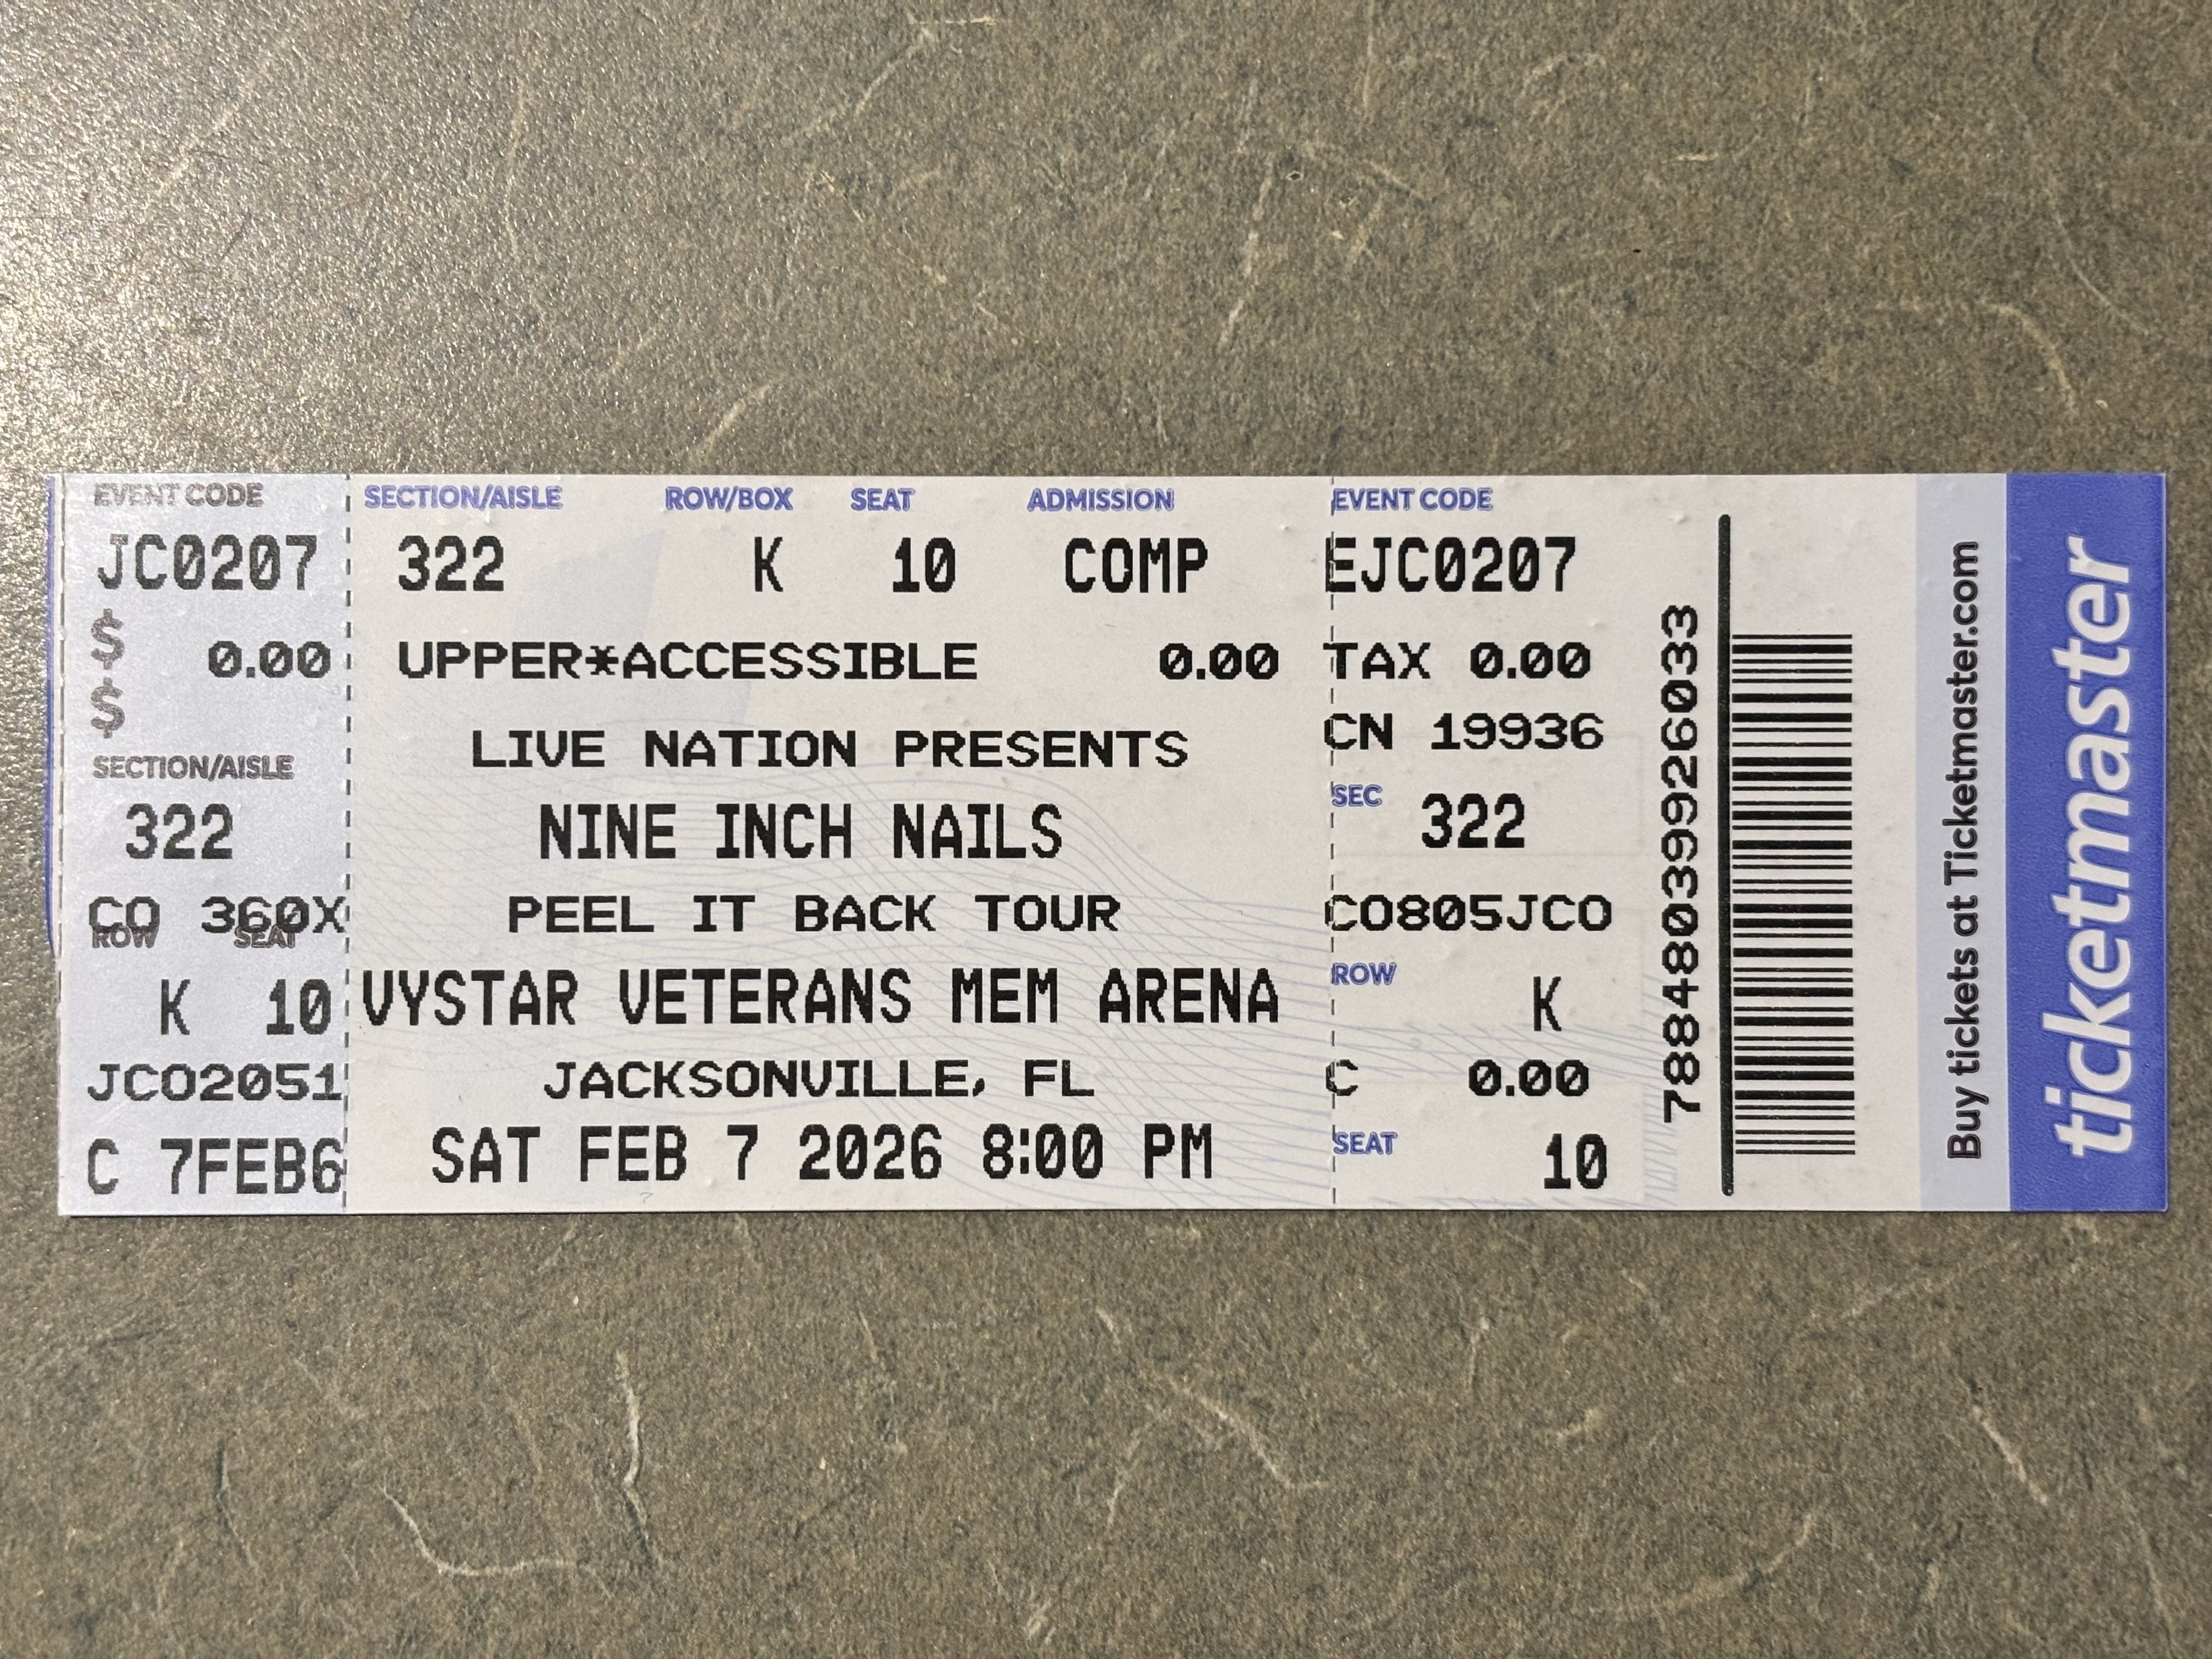 EVENT CODE
JC0207
$ 0.00
$
SECTION/AISLE
322
CO 360X
ROW SEAT
K 10
JCO2051
C 7FEB6
SECTION/AISLE ROW/BOX SEAT ADMISSION
322 K 10 COMP
UPPER*ACCESSIBLE 0.00
LIVE NATION PRESENTS
NINE INCH NAILS
PEEL IT BACK TOUR
VYSTAR VETERANS MEM ARENA
JACKSONVILLE, FL
SAT FEB 7 2026 8:00 PM
EVENT CODE
EJC0207
TAX 0.00
CN 19936
SEC 322
CO805JCO
ROW
K
C 0.00
SEAT
10
788480399926033
Buy tickets at Ticketmaster.com
ticketmaster